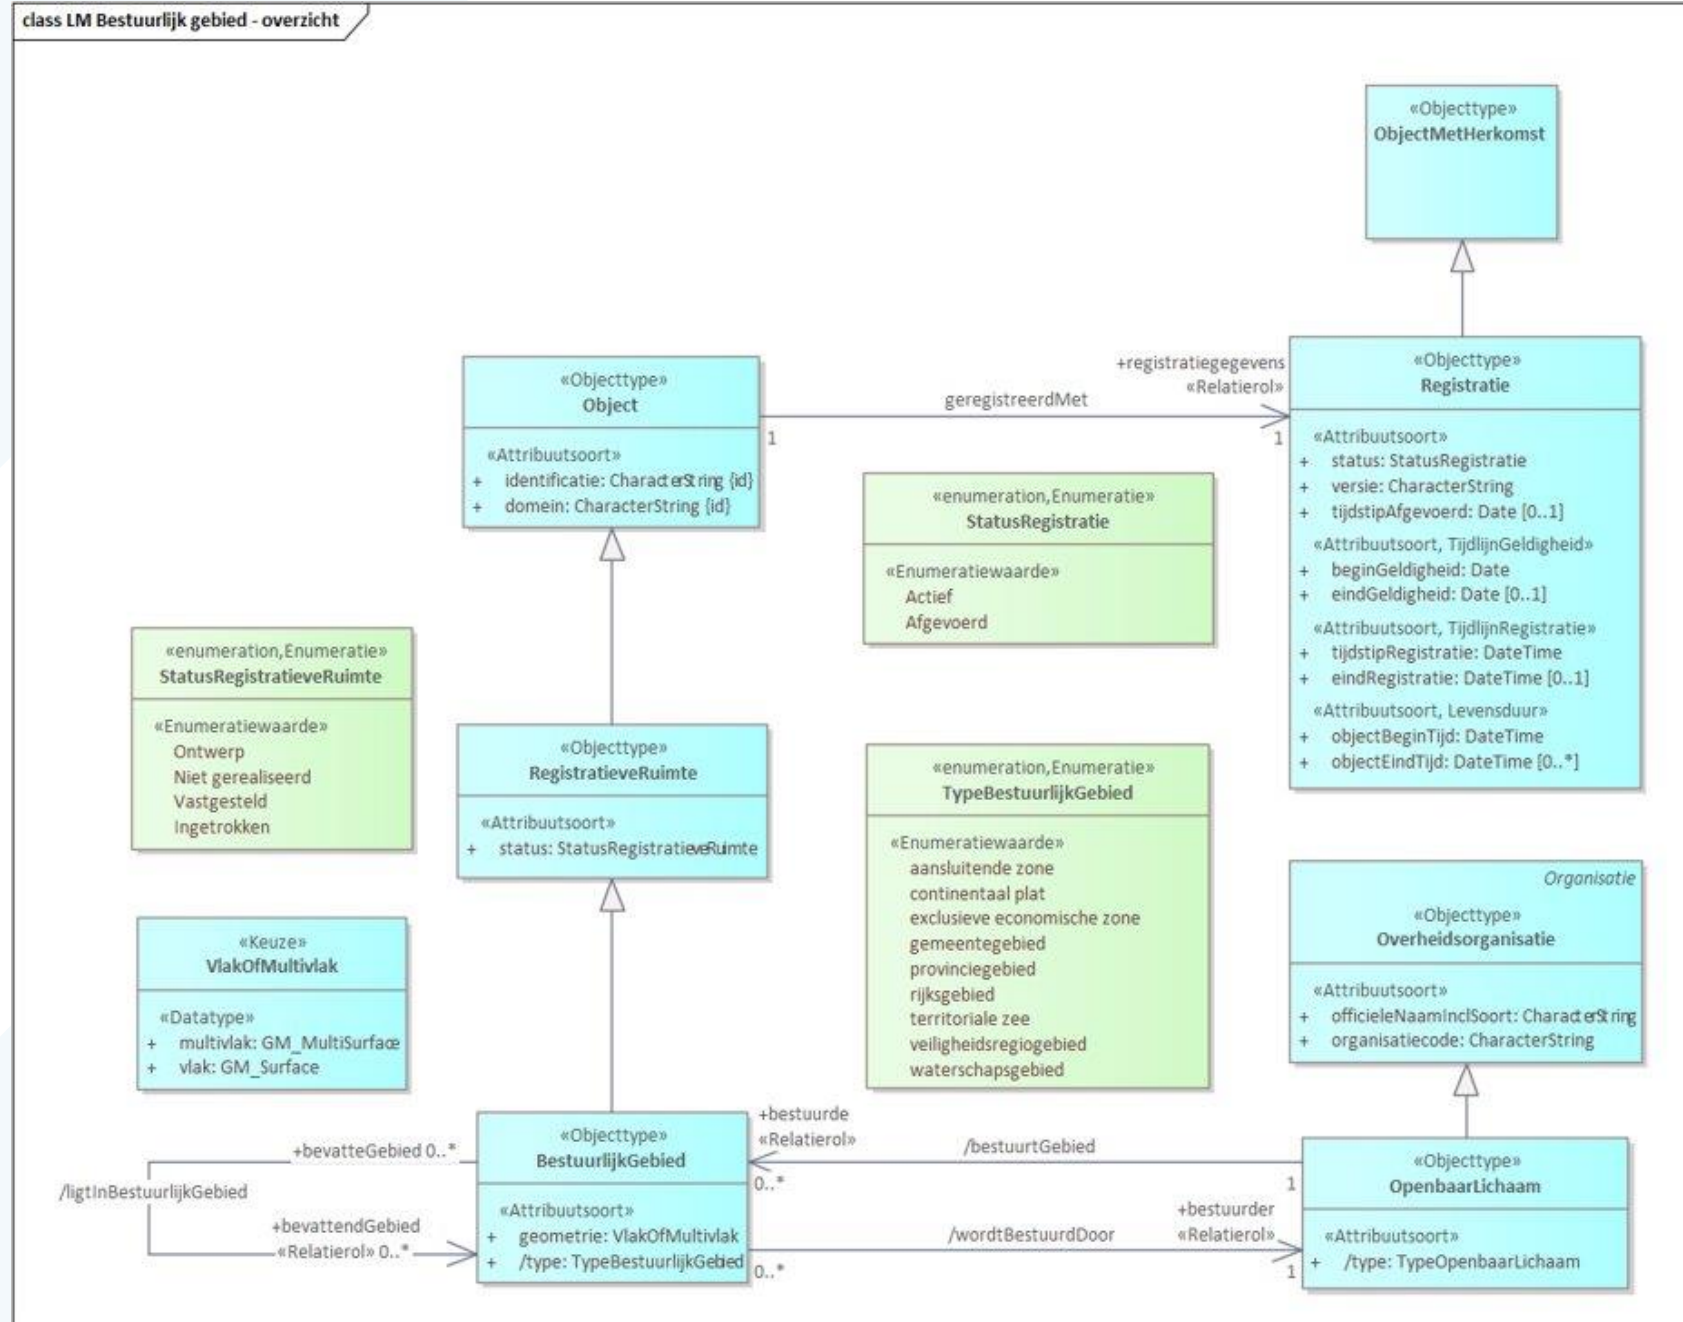 class LM Bestuurlijk gebied - overzicht
«Objecttype»
ObjectMetHerkomst
«Objecttype»
Object
«Attribuutsoort»
+ identificatie: CharacterString {id}
+ domein: CharacterString {id}
geregistreerdMet
1
+registratiegegevens
«Relatierol»
1
«Objecttype»
Registratie
«Attribuutsoort»
+ status: StatusRegistratie
+ versie: CharacterString
+ tijdstipAfgevoerd: Date [0..1]
«Attribuutsoort, TijdlijnGeldigheid»
+ beginGeldigheid: Date
+ eindGeldigheid: Date [0..1]
«Attribuutsoort, TijdlijnRegistratie»
+ tijdstipRegistratie: DateTime
+ eindRegistratie: DateTime [0..1]
«Attribuutsoort, Levensduur»
+ objectBeginTijd: DateTime
+ objectEindTijd: DateTime [0..*]
«enumeration,Enumeratie»
StatusRegistratie
«Enumeratiewaarde»
Actief
Afgevoerd
«enumeration,Enumeratie»
StatusRegistratieveRuimte
«Enumeratiewaarde»
Ontwerp
Niet gerealiseerd
Vastgesteld
Ingetrokken
«Objecttype»
RegistratieveRuimte
«Attribuutsoort»
+ status: StatusRegistratieveRuimte
«enumeration,Enumeratie»
TypeBestuurlijkGebied
«Enumeratiewaarde»
aansluitende zone
continentaal plat
exclusieve economische zone
gemeentegebied
provinciegebied
rijksgebied
territoriale zee
veiligheidsregiogebied
waterschapsgebied
Organisatie
«Objecttype»
Overheidsorganisatie
«Attribuutsoort»
+ officieleNaamInclSoort: CharacterString
+ organisatiecode: CharacterString
«Keuze»
VlakOfMultivlak
«Datatype»
+ multivlak: GM_MultiSurface
+ vlak: GM_Surface
«Objecttype»
BestuurlijkGebied
«Attribuutsoort»
+ geometrie: VlakOfMultivlak
+ /type: TypeBestuurlijkGebied
+bevatteGebied 0..*
/ligtInBestuurlijkGebied
+bevattendGebied
«Relatierol» 0..*
+bestuurde
«Relatierol»
0..*
/bestuurtGebied
1
/wordtBestuurdDoor
0..*
+bestuurder
«Relatierol»
1
«Objecttype»
OpenbaarLichaam
«Attribuutsoort»
+ /type: TypeOpenbaarLichaam